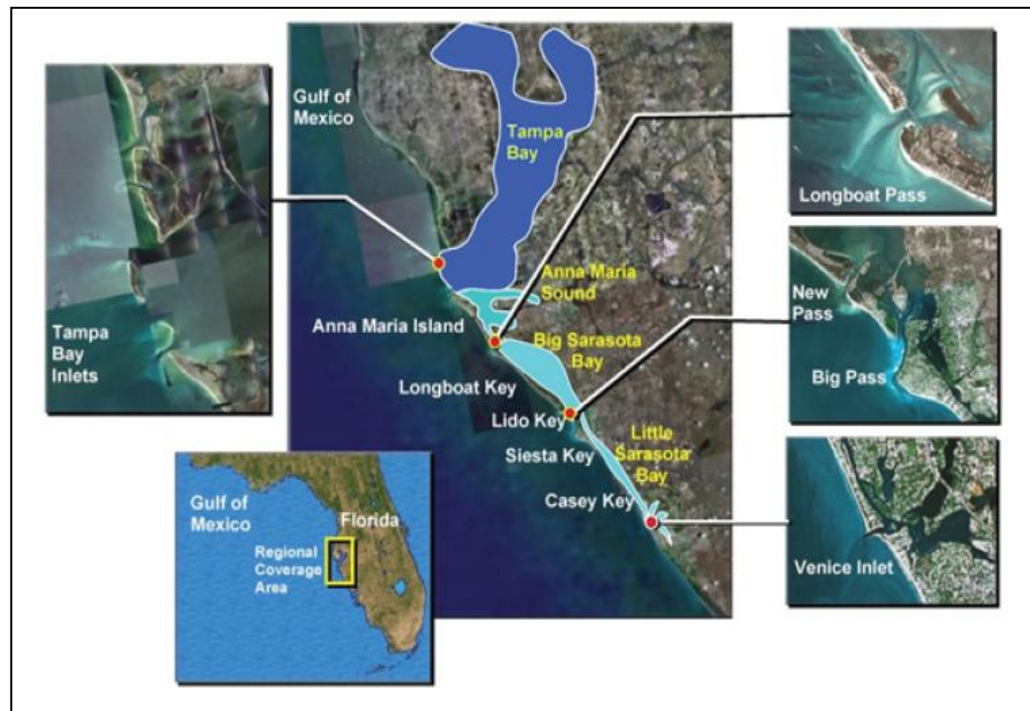 Gulf of
Mexico
Tampa
Bay
Anna Maria
Sound
Anna Maria Island
Big Sarasota
Bay
Longboat Key
Lido Key
Little
Sarasota
Bay
Siesta Key
Casey Key
Tampa
Bay
Inlets
Longboat Pass
New
Pass
Big Pass
Venice Inlet
Gulf of
Mexico
Florida
Regional
Coverage
Area